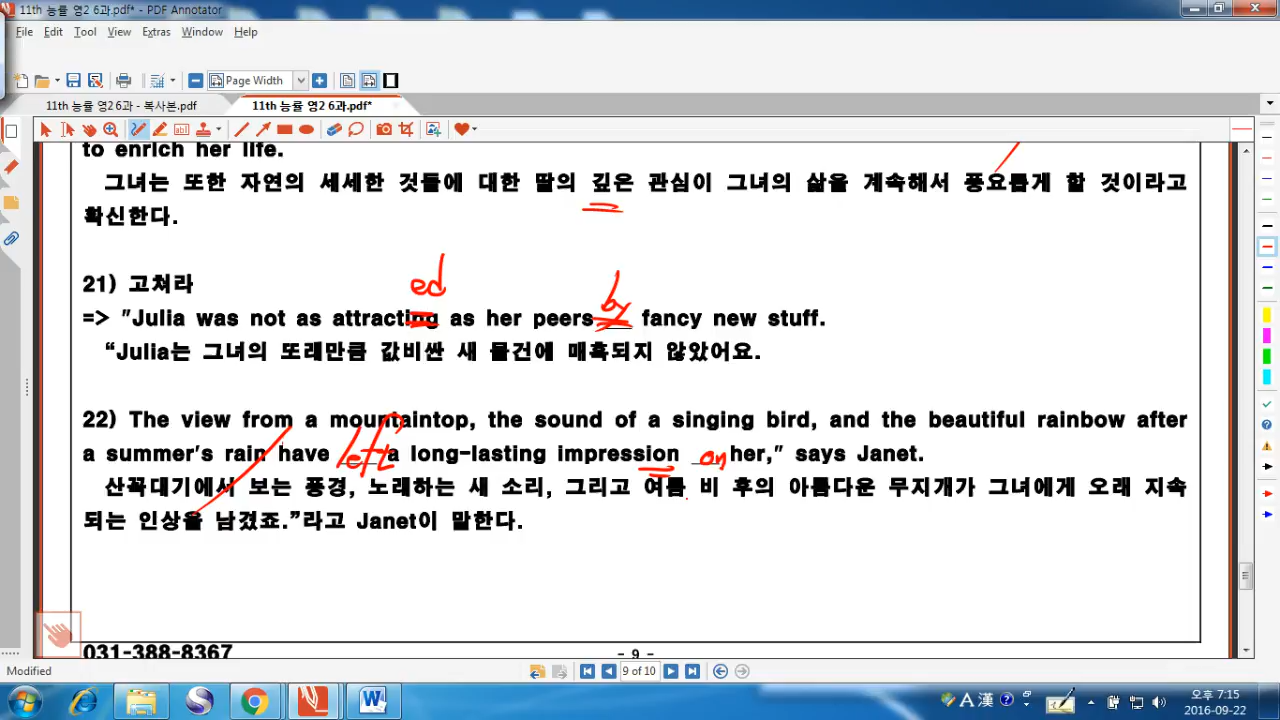 11th 능률 영2 6과.pdf* - PDF Annotator
File Edit Tool View Extras Window Help
Page Width
11th 능률 영2 6과 - 복사본.pdf 11th 능률 영2 6과.pdf*
to enrich her life.
그녀는 또한 자연의 세세한 것들에 대한 딸의 깊은 관심이 그녀의 삶을 계속해서 풍요롭게 할 것이라고
확신한다.
21) 고쳐라
ed by
=> "Julia was not as attracting as her peers ___ fancy new stuff.
"Julia는 그녀의 또래만큼 값비싼 새 물건에 매혹되지 않았어요.
22) The view from a mountaintop, the sound of a singing bird, and the beautiful rainbow after
a summer's rain have left a long-lasting impression on her," says Janet.
산꼭대기에서 보는 풍경, 노래하는 새 소리, 그리고 여름 비 후의 아름다운 무지개가 그녀에게 오래 지속
되는 인상을 남겼죠."라고 Janet이 말한다.
031-388-8367
- 9 -
Modified
9 of 10
A 漢
오후 7:15
2016-09-22